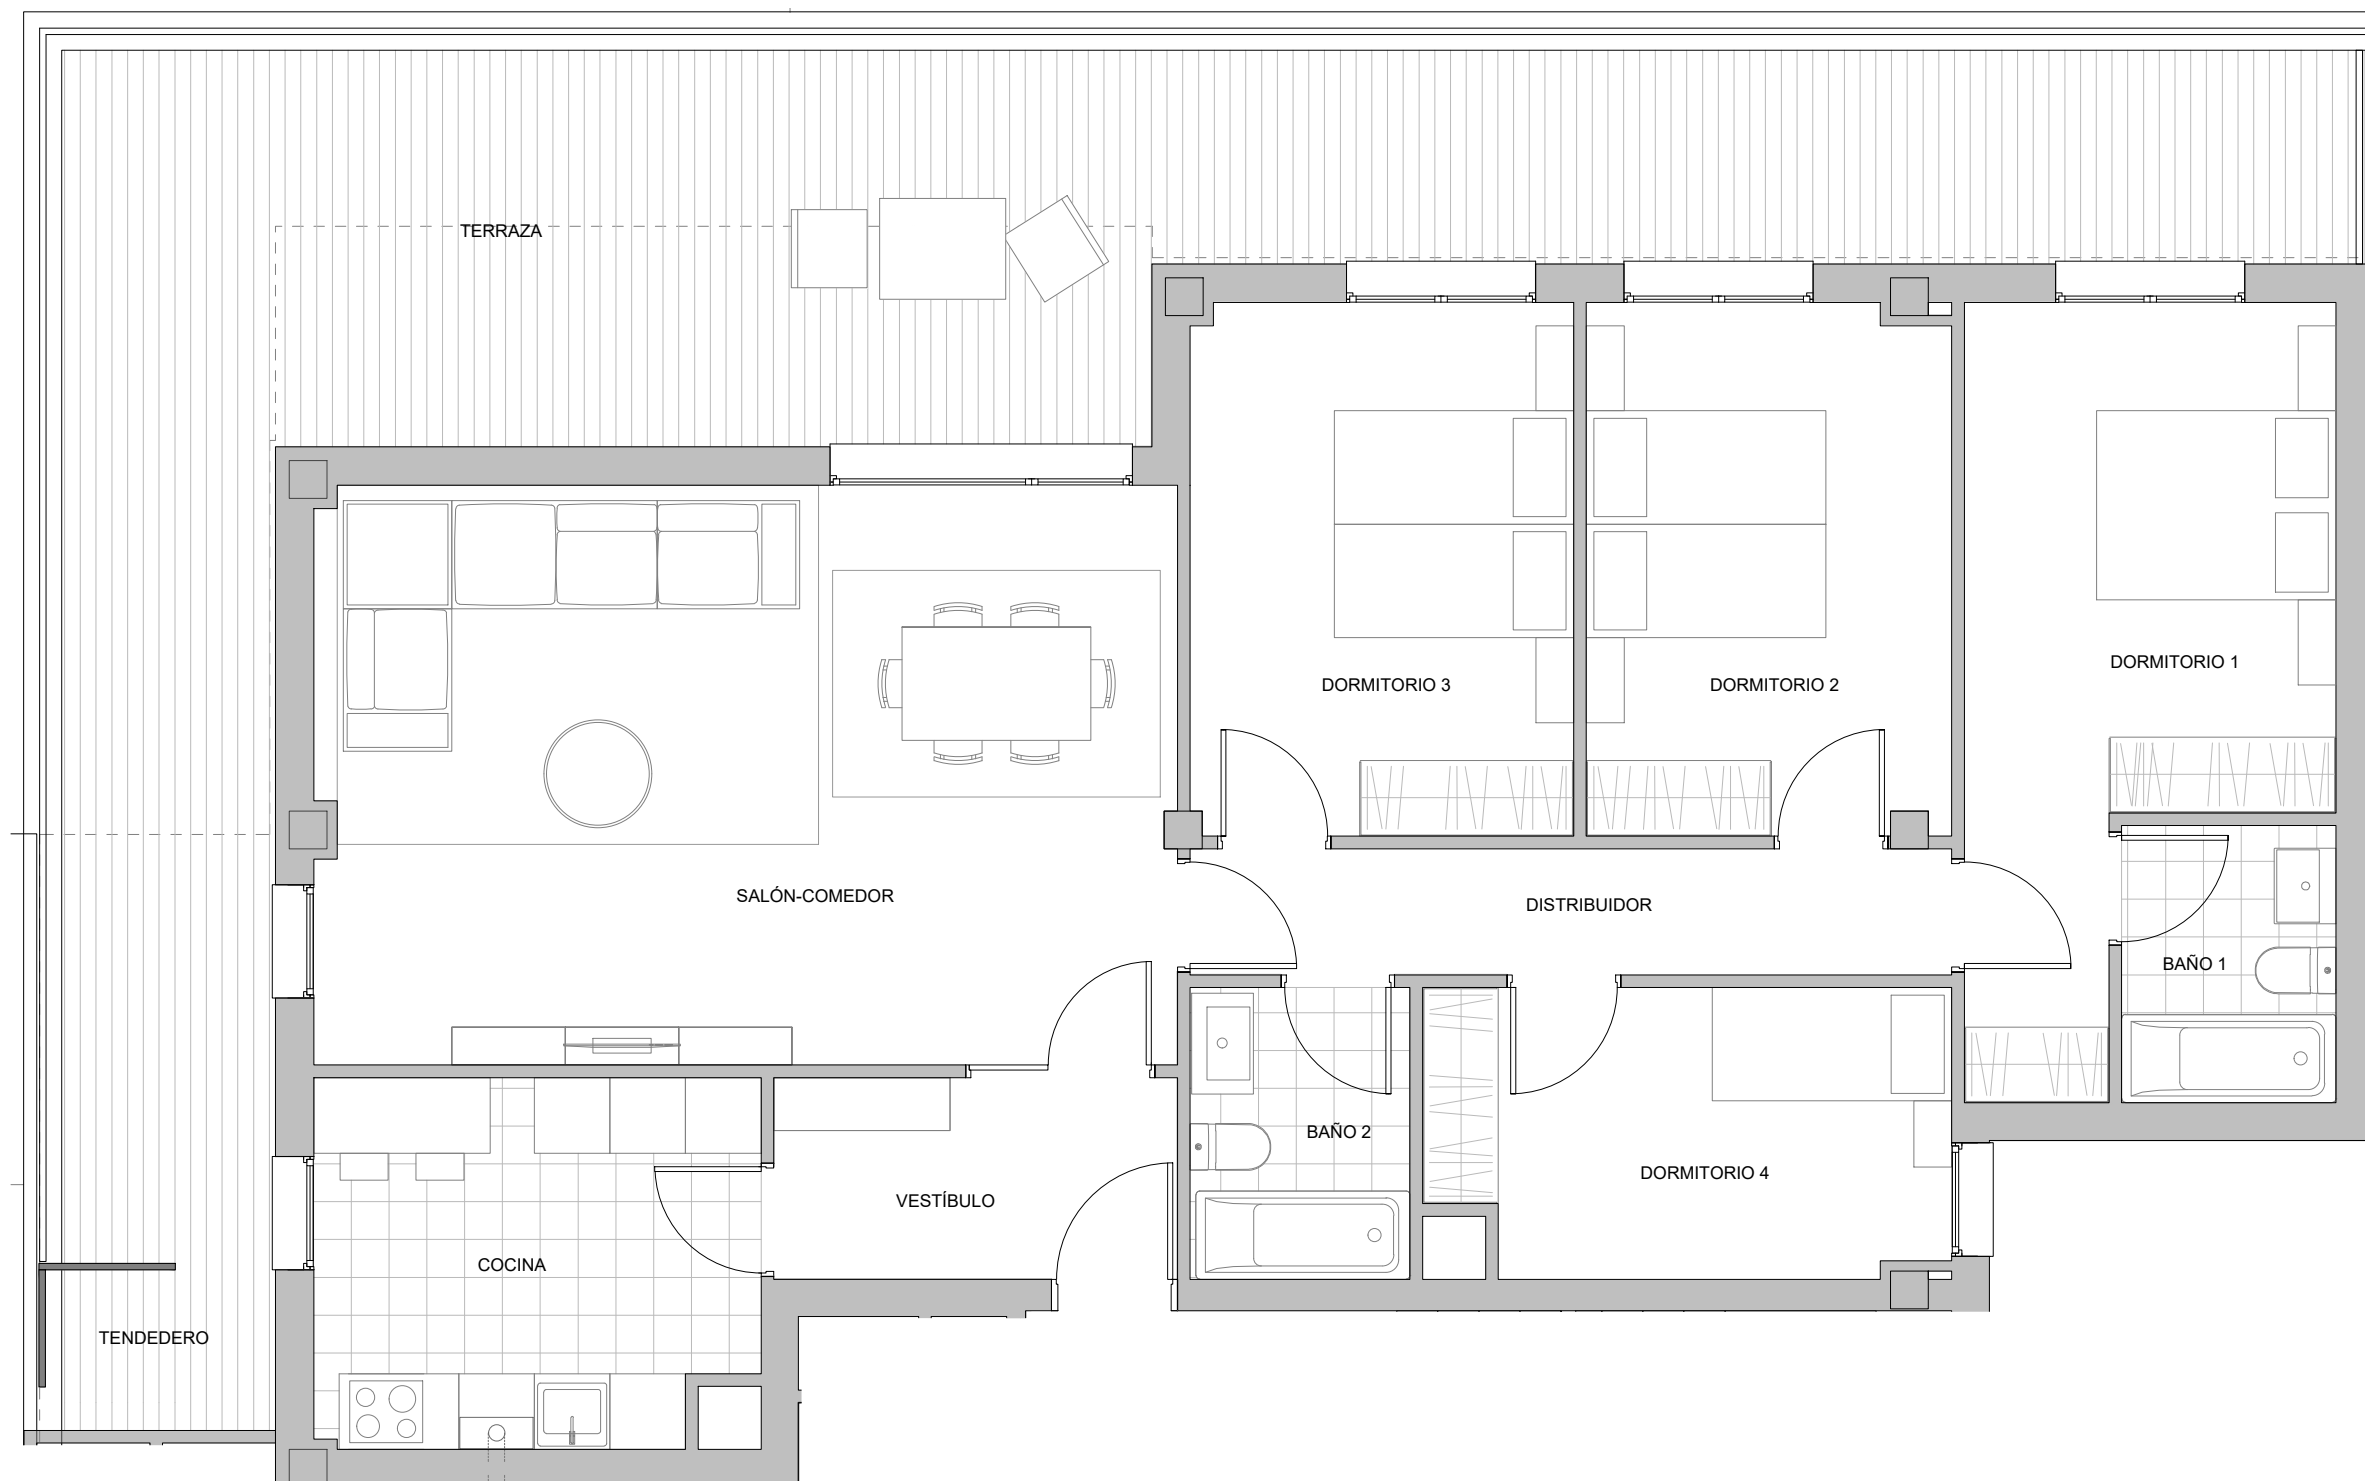 TERRAZA
DORMITORIO 1
DORMITORIO 3
DORMITORIO 2
SALÓN-COMEDOR
DISTRIBUIDOR
BAÑO 1
BAÑO 2
DORMITORIO 4
VESTÍBULO
COCINA
TENDEDERO